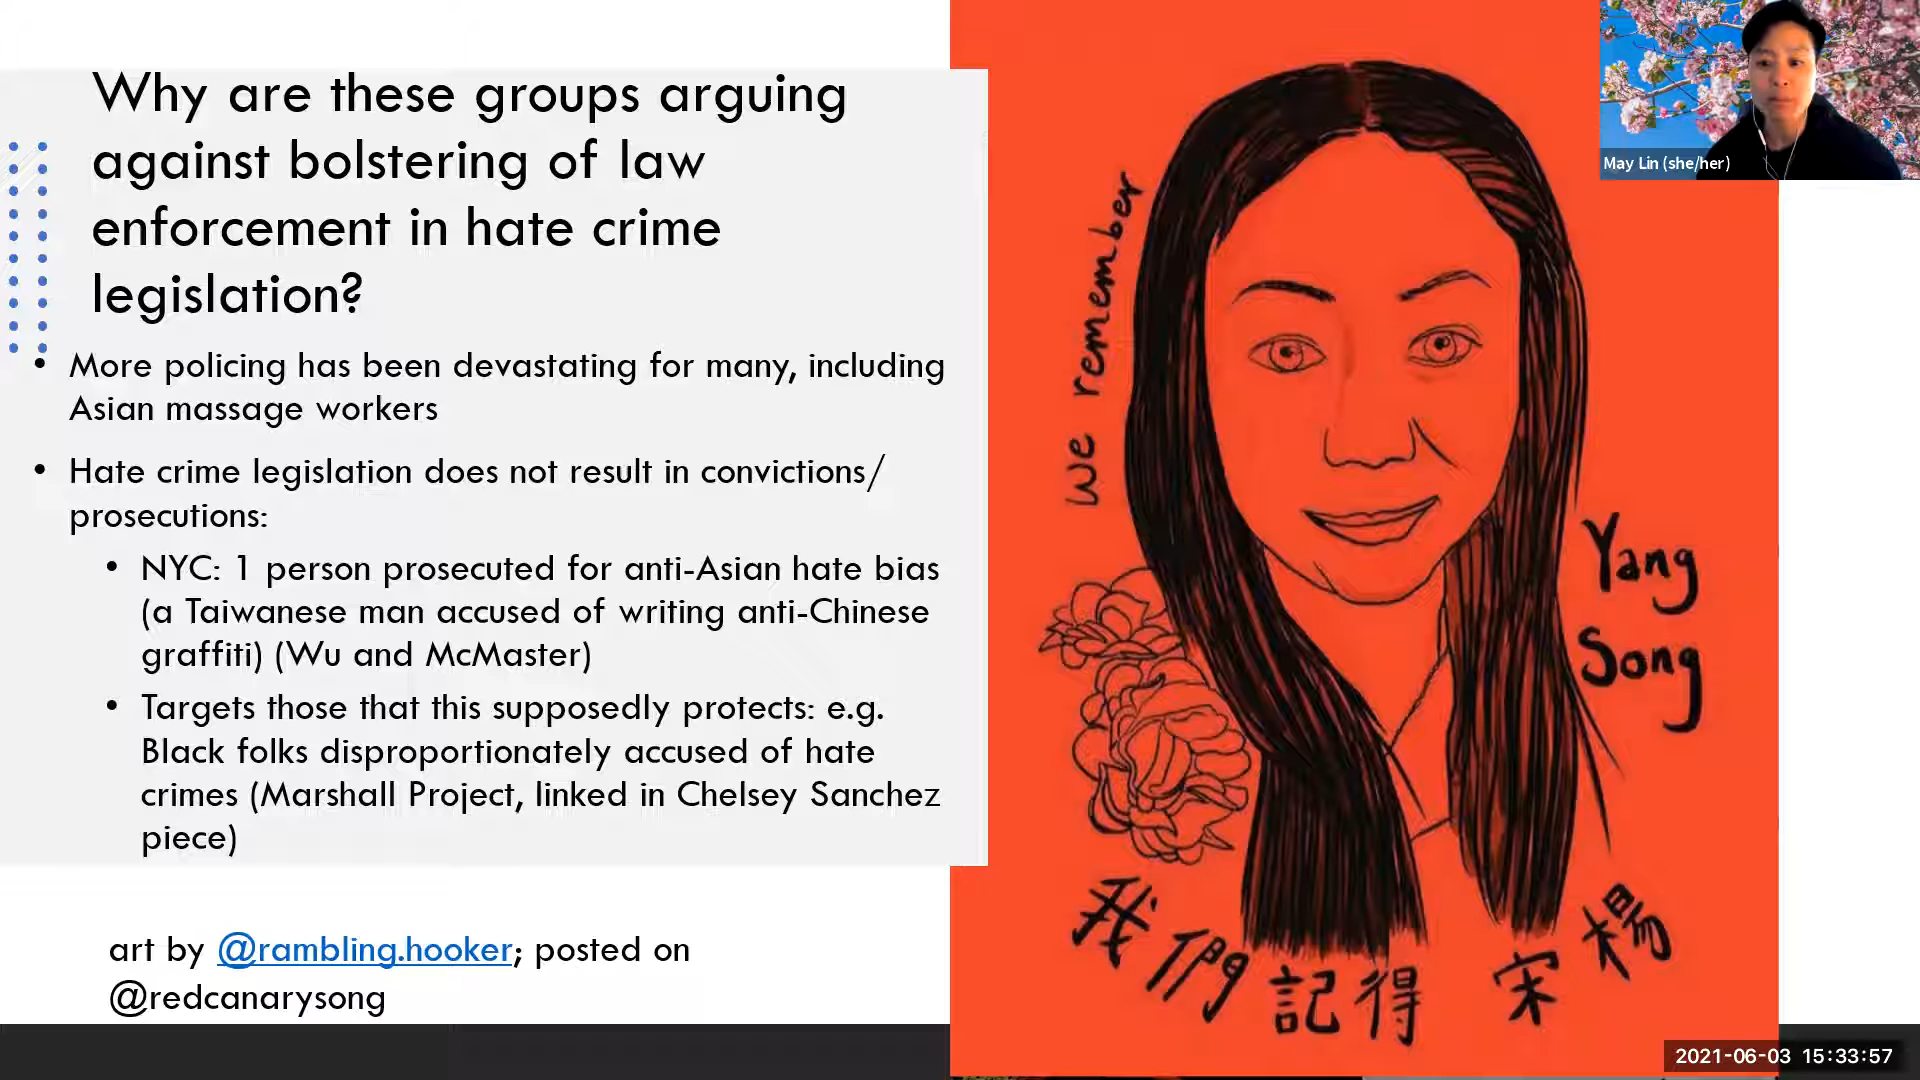 Why are these groups arguing
against bolstering of law
enforcement in hate crime
legislation?
• More policing has been devastating for many, including
Asian massage workers
• Hate crime legislation does not result in convictions/
prosecutions:
• NYC: 1 person prosecuted for anti-Asian hate bias
(a Taiwanese man accused of writing anti-Chinese
graffiti) (Wu and McMaster)
• Targets those that this supposedly protects: e.g.
Black folks disproportionately accused of hate
crimes (Marshall Project, linked in Chelsey Sanchez
piece)
art by @rambling.hooker; posted on
@redcanarysong
we remember
Yang
Song
我們記得 宋楊
May Lin (she/her)
2021-06-03 15:33:57